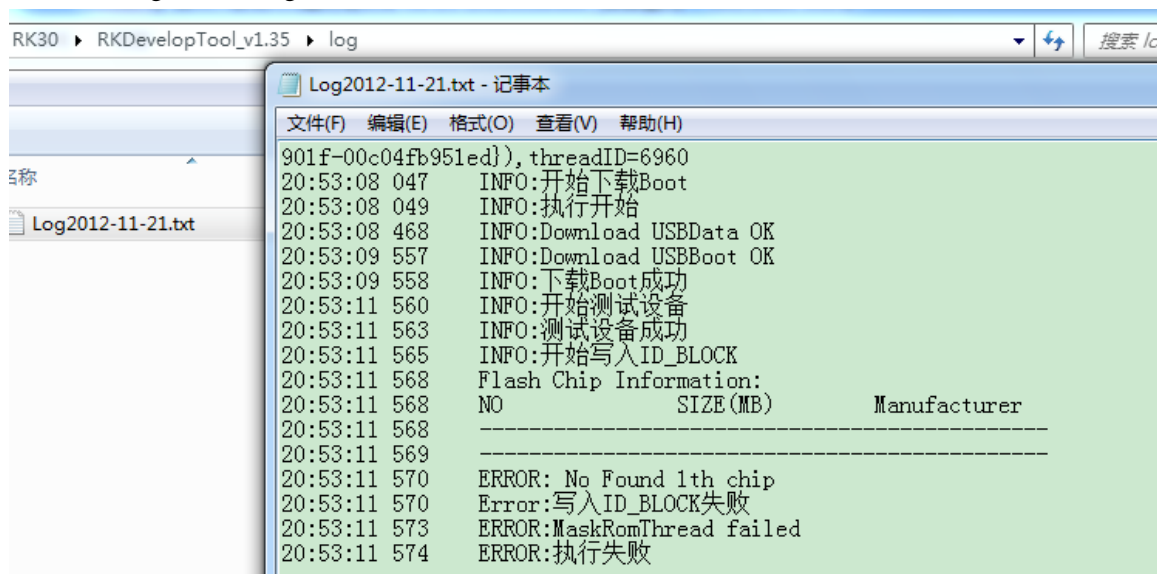 RK30 ▸ RKDevelopTool_v1.35 ▸ log
搜索 lo
Log2012-11-21.txt - 记事本
文件(F) 编辑(E) 格式(O) 查看(V) 帮助(H)
名称
Log2012-11-21.txt
901f-00c04fb951ed}),threadID=6960
20:53:08 047 INFO:开始下载Boot
20:53:08 049 INFO:执行开始
20:53:08 468 INFO:Download USBData OK
20:53:09 557 INFO:Download USBBoot OK
20:53:09 558 INFO:下载Boot成功
20:53:11 560 INFO:开始测试设备
20:53:11 563 INFO:测试设备成功
20:53:11 565 INFO:开始写入ID_BLOCK
20:53:11 568 Flash Chip Information:
20:53:11 568 NO SIZE(MB) Manufacturer
20:53:11 568 ----------------------------------------------
20:53:11 569 ----------------------------------------------
20:53:11 570 ERROR: No Found 1th chip
20:53:11 570 Error:写入ID_BLOCK失败
20:53:11 573 ERROR:MaskRomThread failed
20:53:11 574 ERROR:执行失败